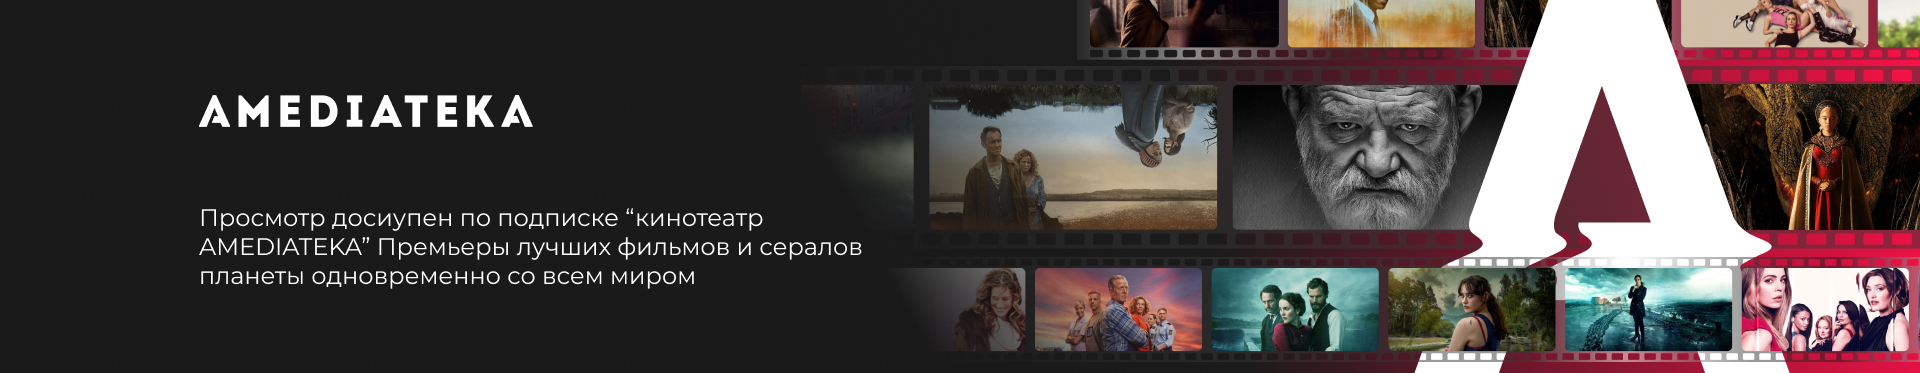 AMEDIATEKA
Просмотр досиупен по подписке “кинотеатр
AMEDIATEKA” Премьеры лучших фильмов и сералов
планеты одновременно со всем миром